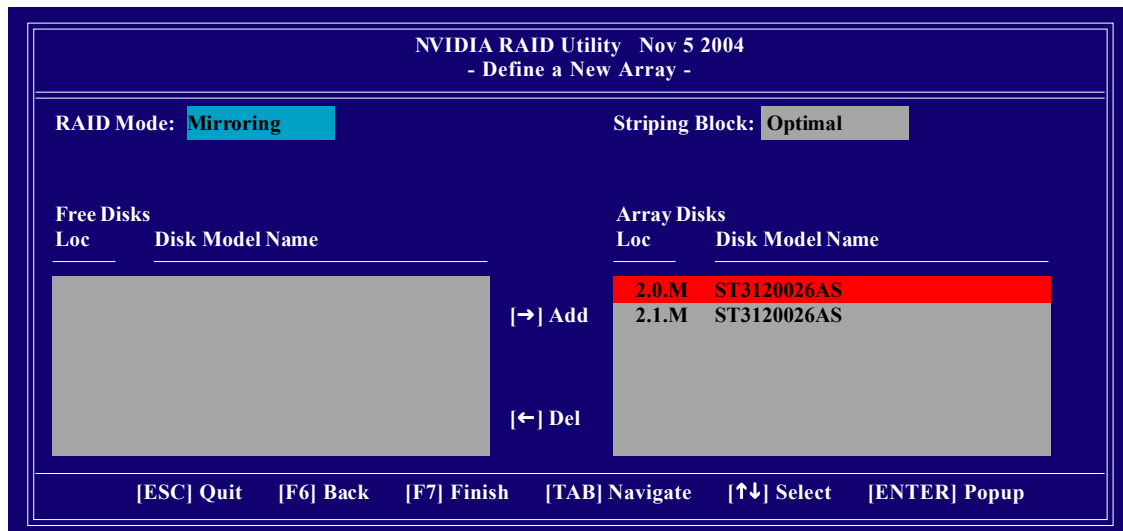 NVIDIA RAID Utility Nov 5 2004
- Define a New Array -
RAID Mode: Mirroring
Striping Block: Optimal
Free Disks
Loc Disk Model Name
Array Disks
Loc Disk Model Name
[→] Add
[←] Del
2.0.M ST3120026AS
2.1.M ST3120026AS
[ESC] Quit [F6] Back [F7] Finish [TAB] Navigate [↑↓] Select [ENTER] Popup